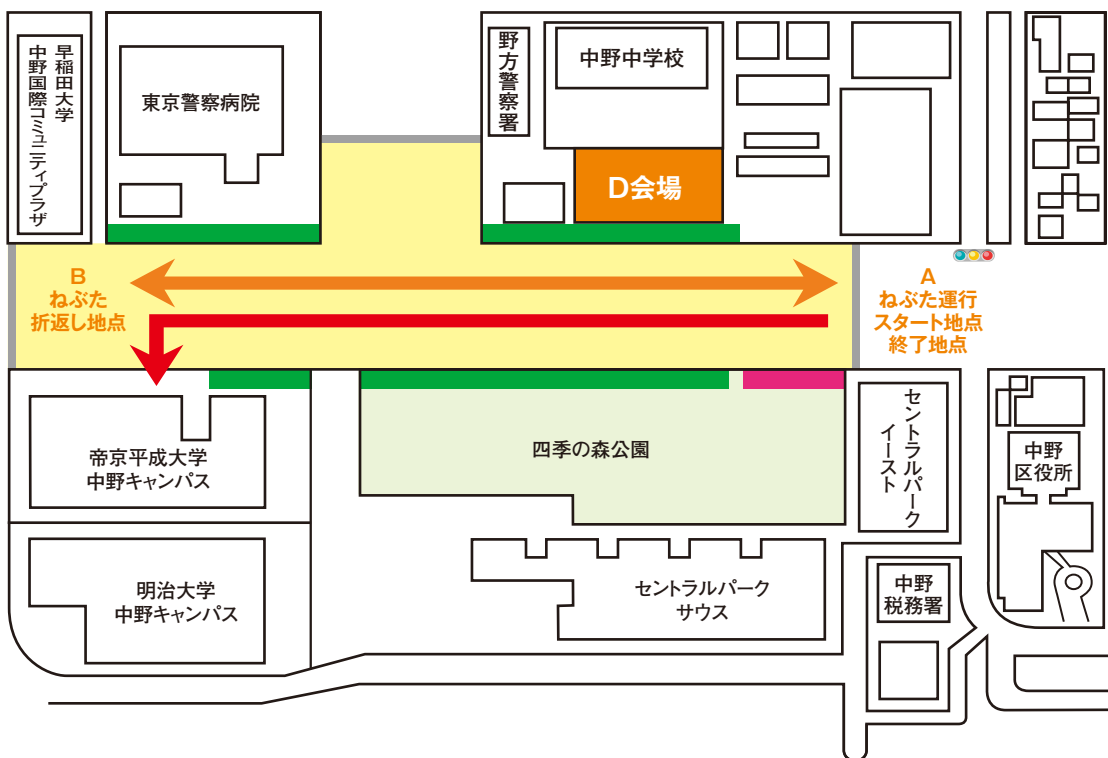 早稲田大学
中野国際コミュニティプラザ
東京警察病院
野方警察署
中野中学校
D会場
B
ねぶた
折返し地点
A
ねぶた運行
スタート地点
終了地点
帝京平成大学
中野キャンパス
四季の森公園
セントラルパーク
イースト
中野
区役所
明治大学
中野キャンパス
セントラルパーク
サウス
中野
税務署